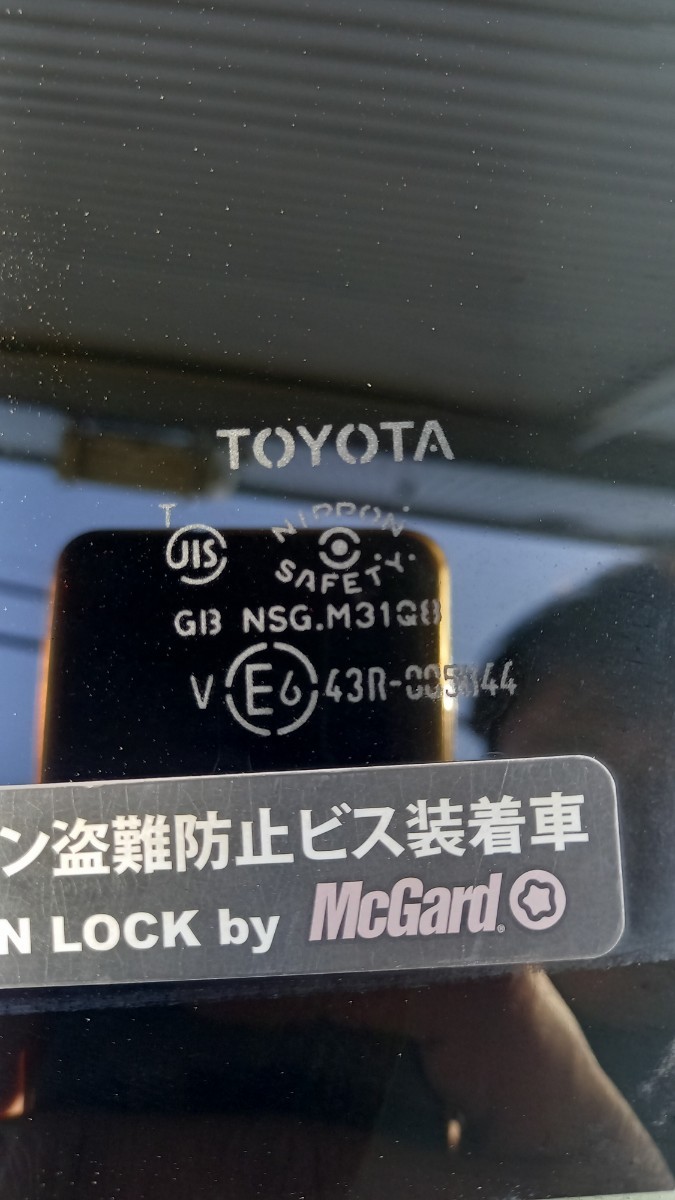 TOYOTA
T
JIS
NIPPON
SAFETY
GB NSG.M31Q8
V E6 43R-005844
ン盗難防止ビス装着車
N LOCK by McGard®